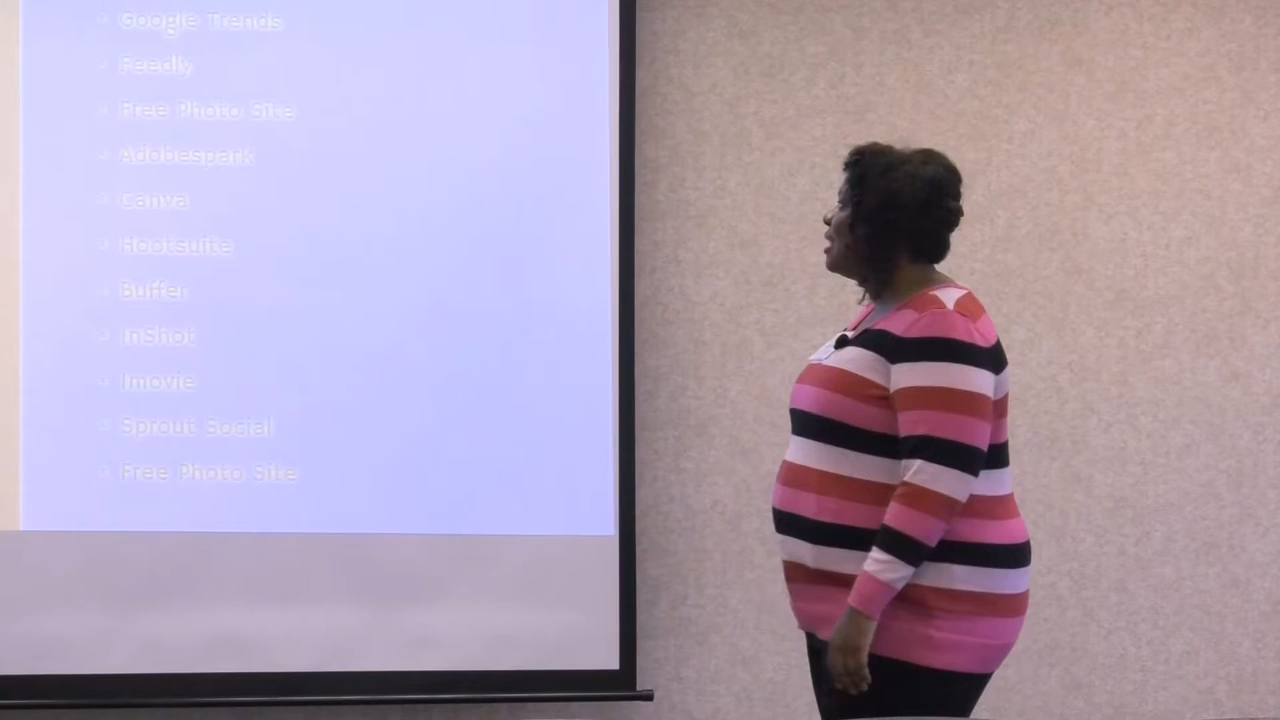 Google Trends
Feedly
Free Photo Site
Adobespark
Canva
Hootsuite
Buffer
InShot
Imovie
Sprout Social
Free Photo Site